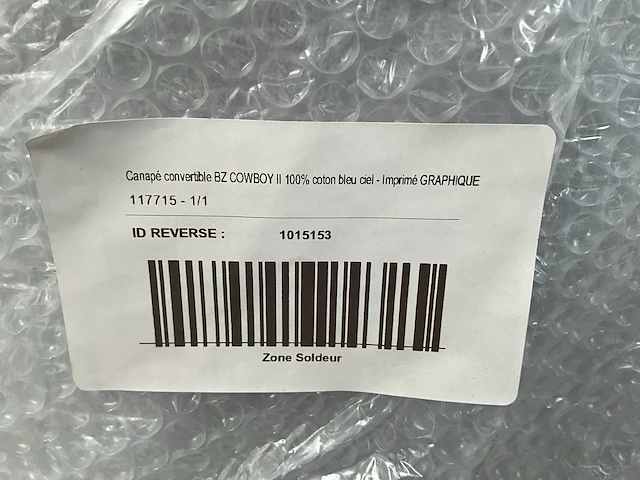 Canapé convertible BZ COWBOY II 100% coton bleu ciel - Imprimé GRAPHIQUE
117715 - 1/1
ID REVERSE : 1015153
Zone Soldeur